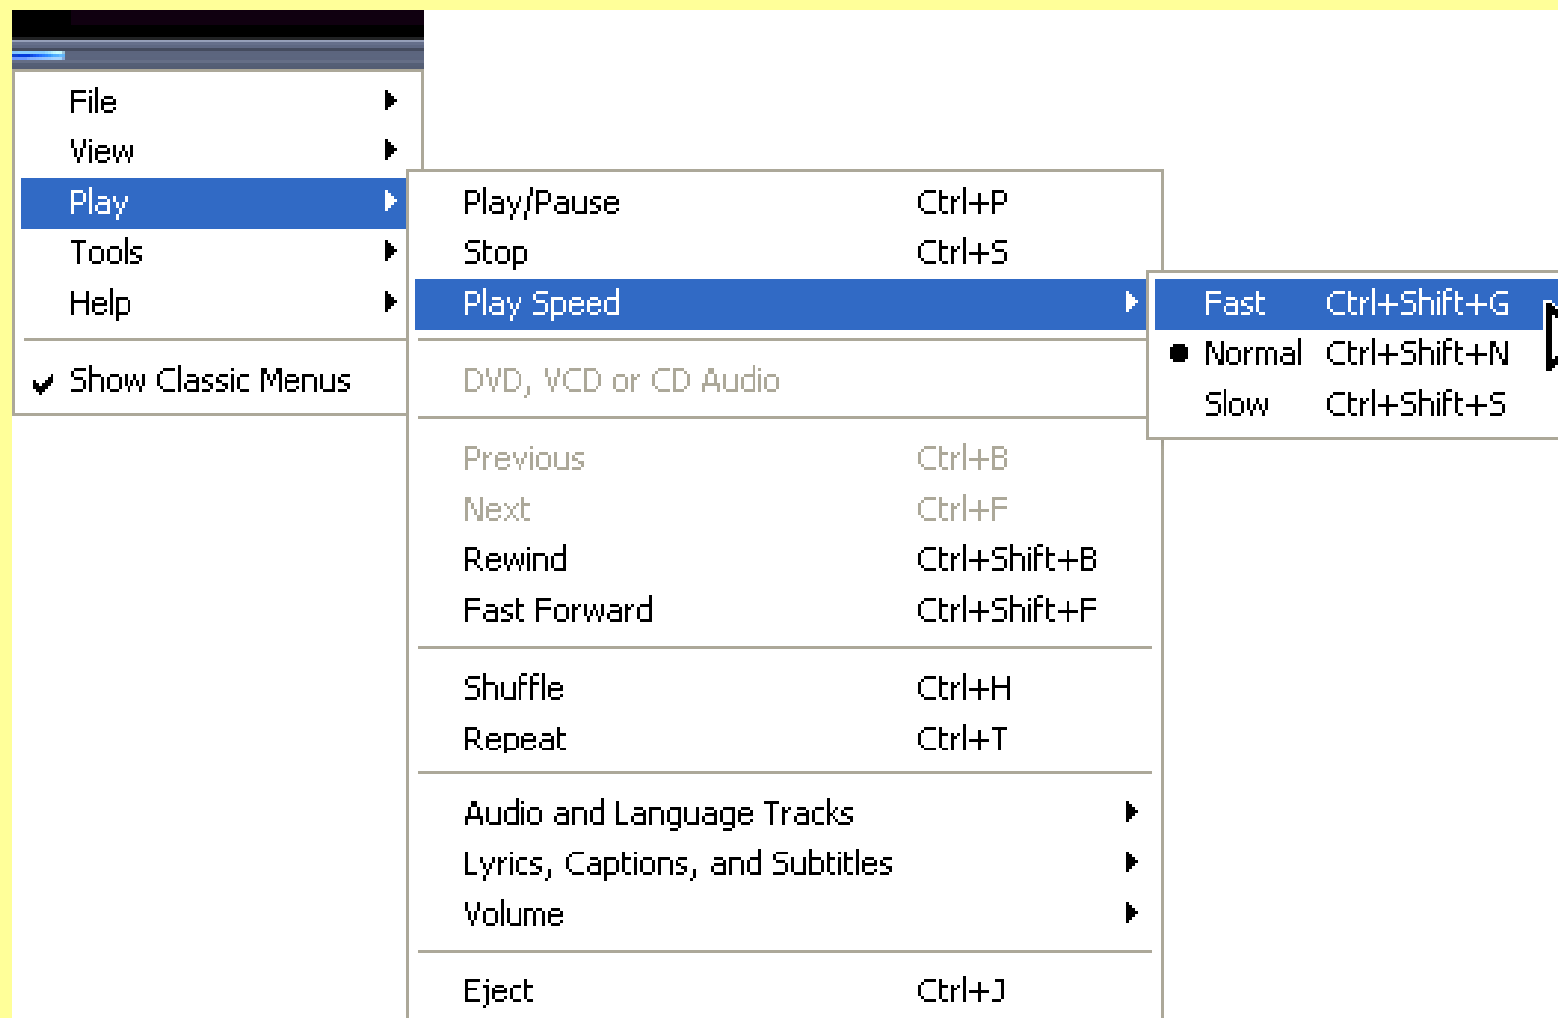 File
View
Play
Tools
Help
Show Classic Menus
Play/Pause Ctrl+P
Stop Ctrl+S
Play Speed
DVD, VCD or CD Audio
Previous Ctrl+B
Next Ctrl+F
Rewind Ctrl+Shift+B
Fast Forward Ctrl+Shift+F
Shuffle Ctrl+H
Repeat Ctrl+T
Audio and Language Tracks
Lyrics, Captions, and Subtitles
Volume
Eject Ctrl+J
Fast Ctrl+Shift+G
Normal Ctrl+Shift+N
Slow Ctrl+Shift+S